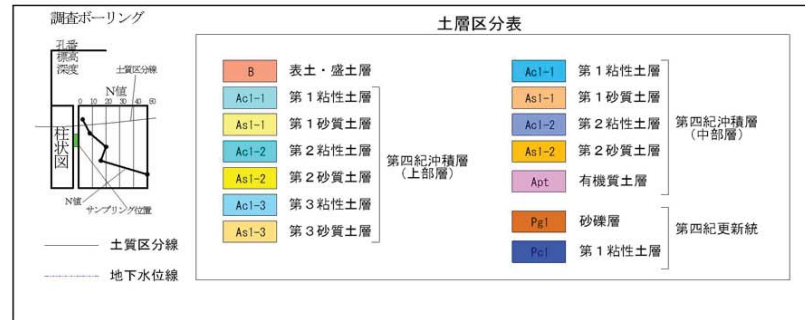 調査ボーリング
孔番
標高
深度
土質区分線
N値
0 10 20 30 40 60
柱状図
N値
サンプリング位置
土質区分線
地下水位線
土層区分表
B 表土・盛土層
Ac1-1 第1粘性土層
As1-1 第1砂質土層
Ac1-2 第2粘性土層
As1-2 第2砂質土層
Ac1-3 第3粘性土層
As1-3 第3砂質土層
第四紀沖積層
(上部層)
Ac1-1 第1粘性土層
As1-1 第1砂質土層
Ac1-2 第2粘性土層
As1-2 第2砂質土層
Apt 有機質土層
第四紀沖積層
(中部層)
Pg1 砂礫層
Pc1 第1粘性土層
第四紀更新統